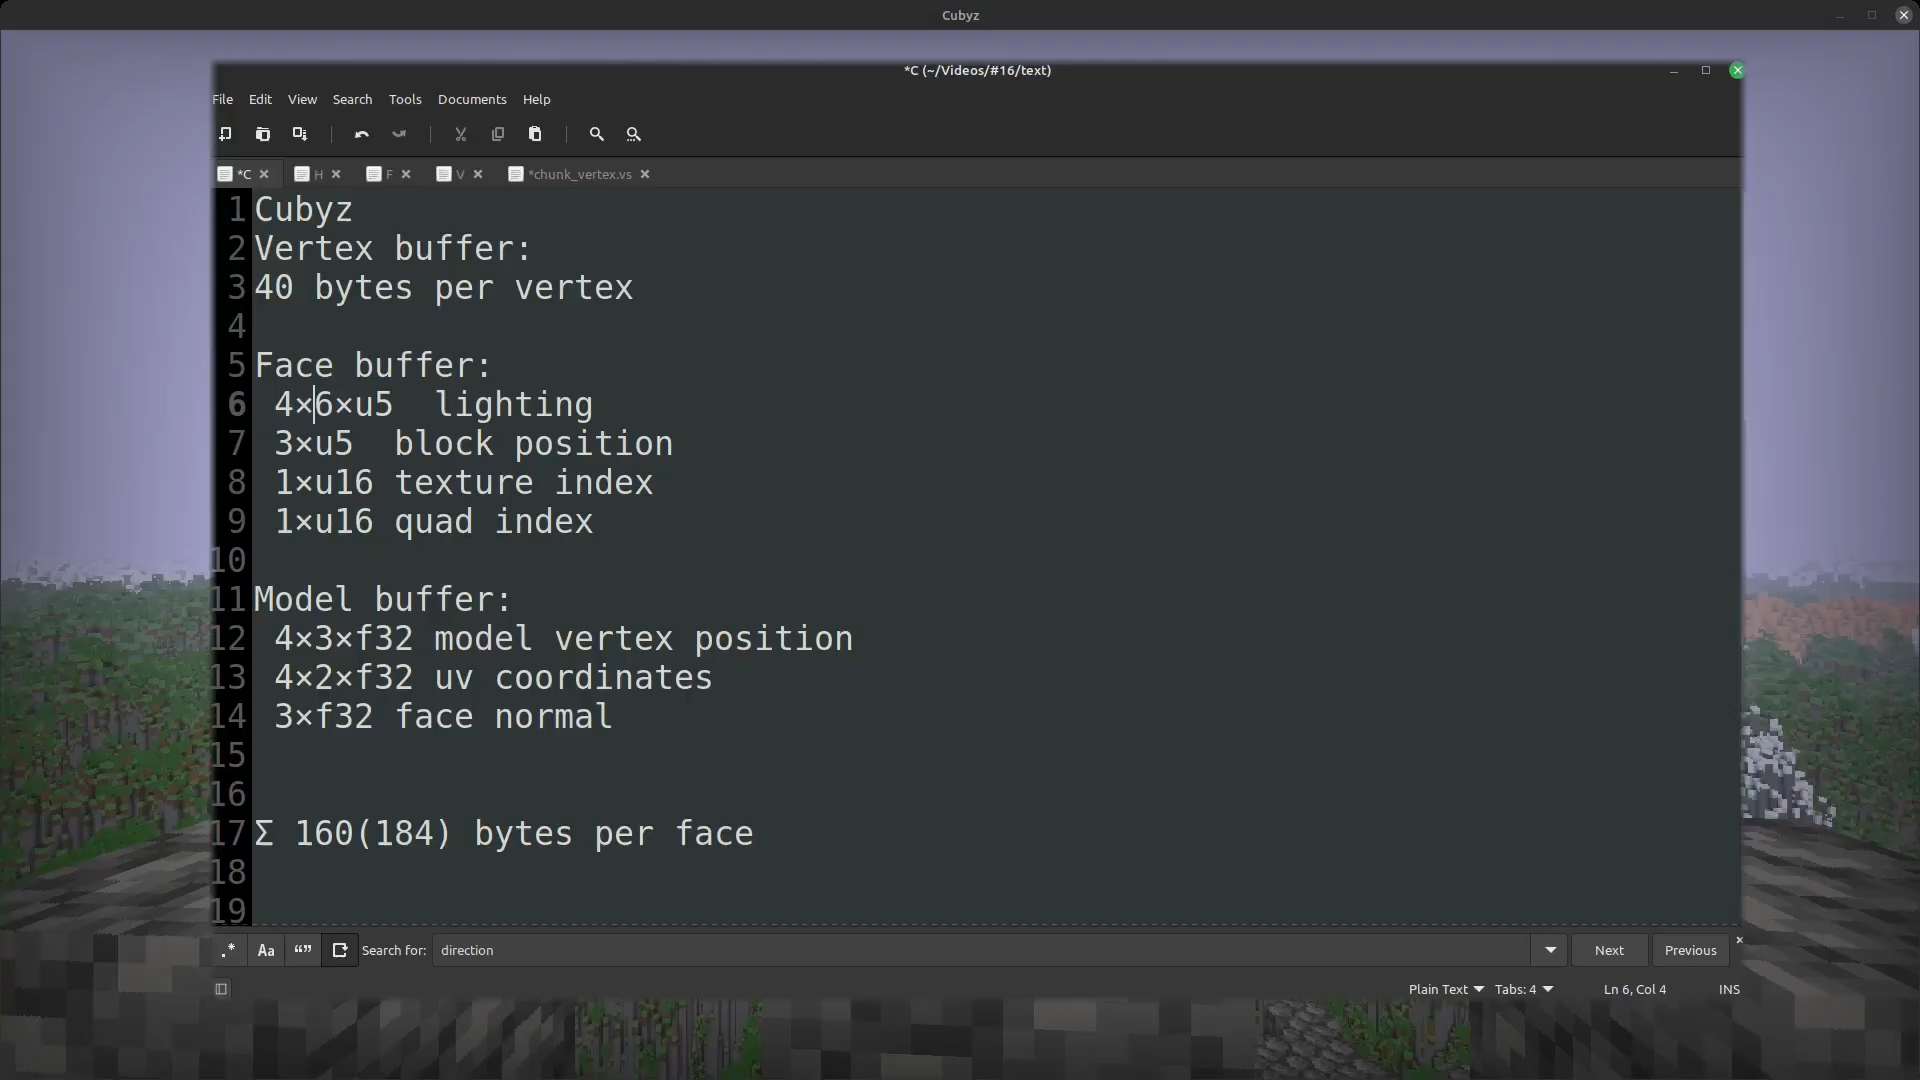 Cubyz
*C (~/Videos/#16/text)
File Edit View Search Tools Documents Help
*C H F V *chunk_vertex.vs
1 Cubyz
2 Vertex buffer:
3 40 bytes per vertex
4
5 Face buffer:
6 4×6×u5 lighting
7 3×u5 block position
8 1×u16 texture index
9 1×u16 quad index
10
11 Model buffer:
12 4×3×f32 model vertex position
13 4×2×f32 uv coordinates
14 3×f32 face normal
15
16
17 Σ 160(184) bytes per face
18
19
.* Aa “” Search for: direction Next Previous
Plain Text Tabs: 4 Ln 6, Col 4 INS